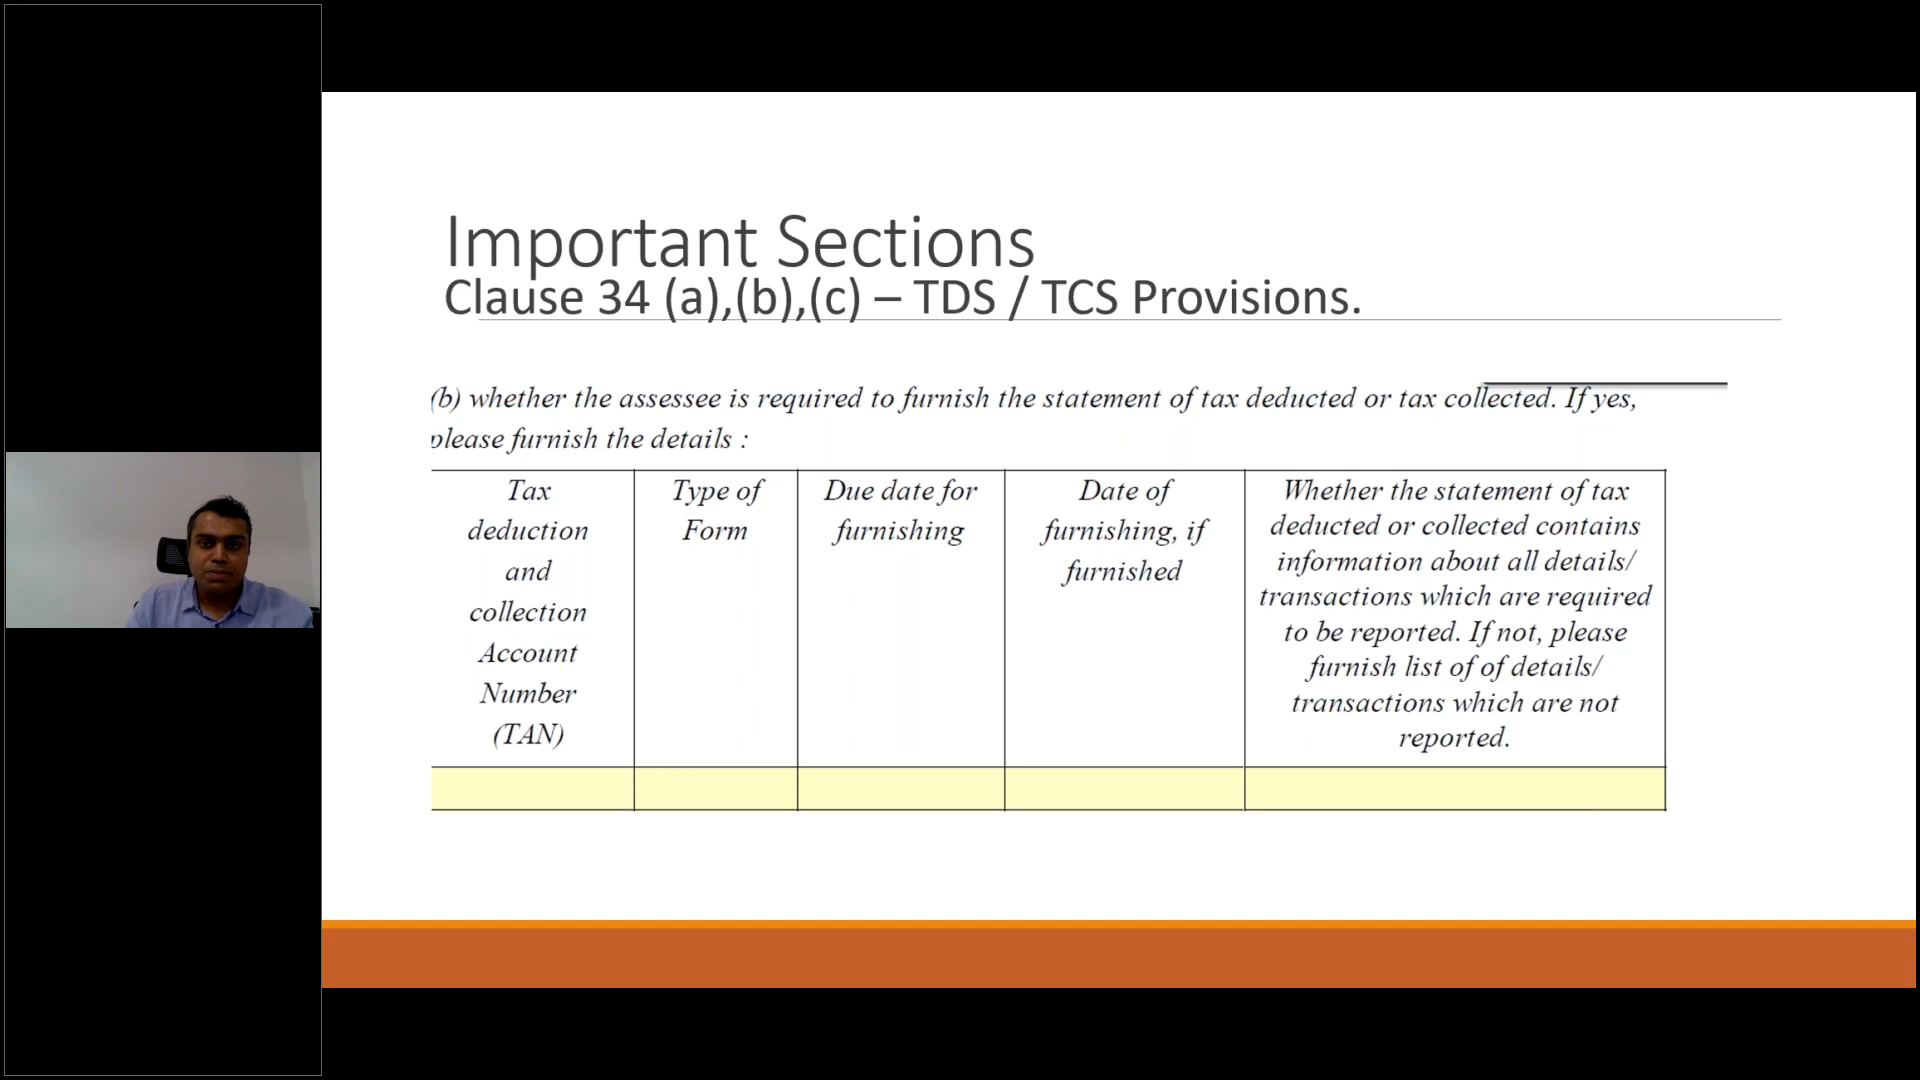 Important Sections
Clause 34 (a),(b),(c) – TDS / TCS Provisions.
(b) whether the assessee is required to furnish the statement of tax deducted or tax collected. If yes,
please furnish the details :
Tax
deduction
and
collection
Account
Number
(TAN)
Type of
Form
Due date for
furnishing
Date of
furnishing, if
furnished
Whether the statement of tax
deducted or collected contains
information about all details/
transactions which are required
to be reported. If not, please
furnish list of of details/
transactions which are not
reported.